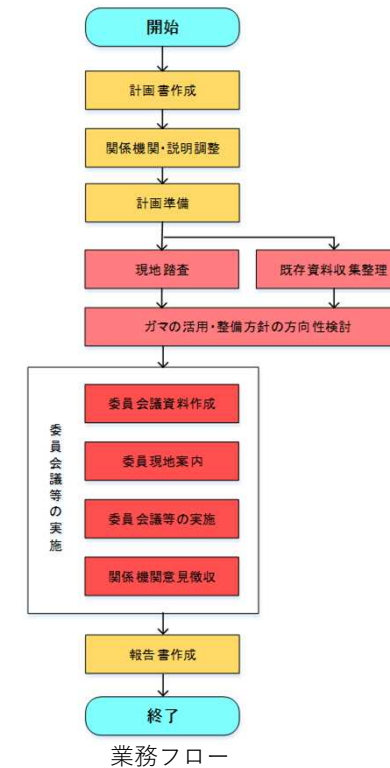 開始
計画書作成
関係機関・説明調整
計画準備
現地踏査
既存資料収集整理
ガマの活用・整備方針の方向性検討
委員会議等の実施
委員会議資料作成
委員現地案内
委員会議等の実施
関係機関意見徴収
報告書作成
終了
業務フロー